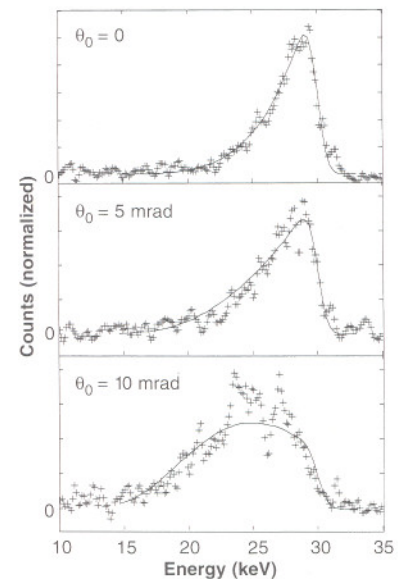 θ₀ = 0
0
θ₀ = 5 mrad
0
θ₀ = 10 mrad
0
Counts (normalized)
10 15 20 25 30 35
Energy (keV)